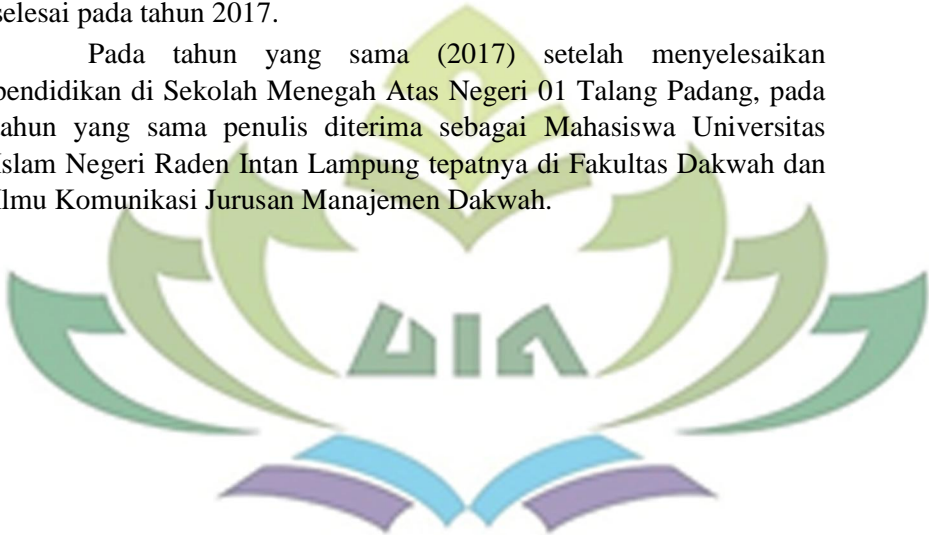 selesai pada tahun 2017.
Pada tahun yang sama (2017) setelah menyelesaikan
pendidikan di Sekolah Menegah Atas Negeri 01 Talang Padang, pada
tahun yang sama penulis diterima sebagai Mahasiswa Universitas
Islam Negeri Raden Intan Lampung tepatnya di Fakultas Dakwah dan
Ilmu Komunikasi Jurusan Manajemen Dakwah.
UIN